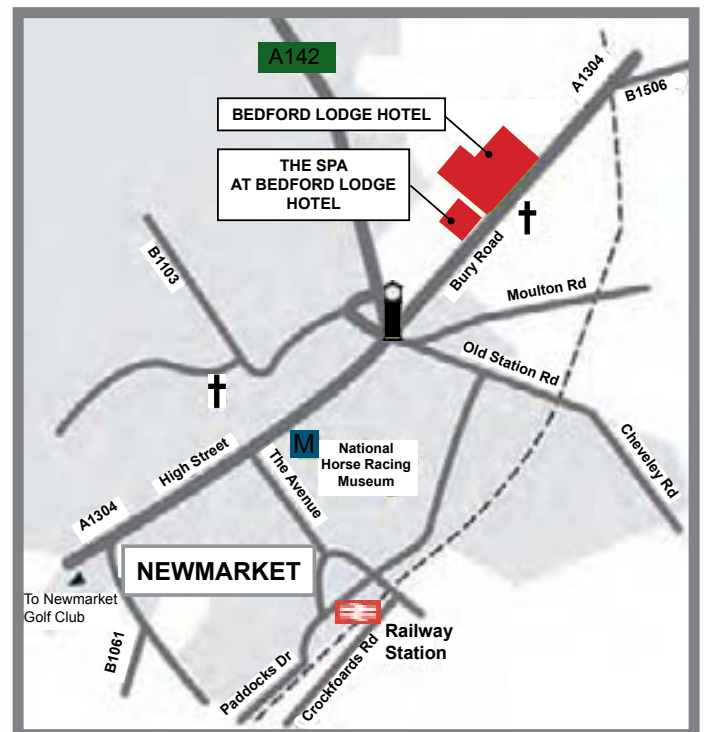 A142
A1304
B1506
BEDFORD LODGE HOTEL
THE SPA
AT BEDFORD LODGE
HOTEL
Bury Road
B1103
Moulton Rd
Old Station Rd
Cheveley Rd
High Street
M
National
Horse Racing
Museum
The Avenue
A1304
NEWMARKET
To Newmarket
Golf Club
B1061
Railway
Station
Paddocks Dr
Crockfoards Rd